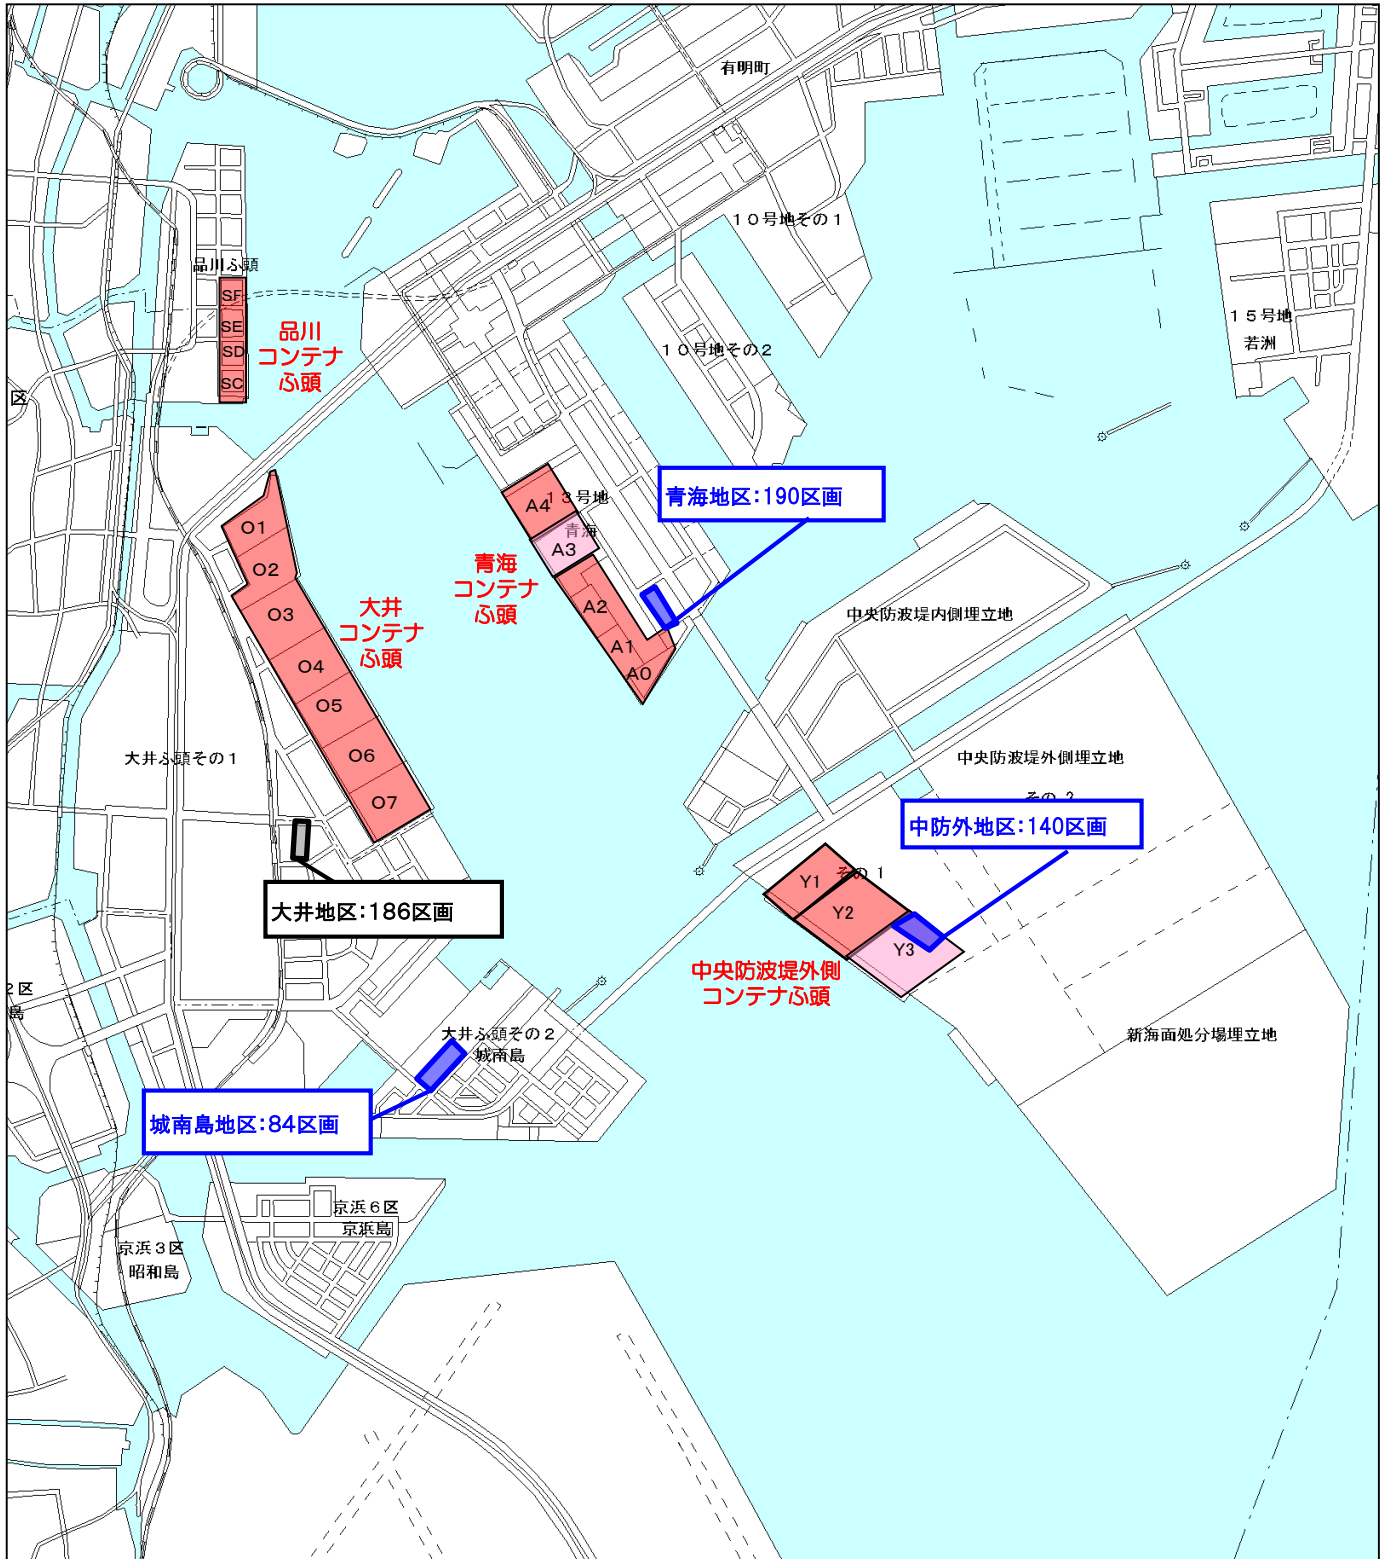 有明町
１０号地その１
品川ふ頭
SF
SE
SD
SC
品川
コンテナ
ふ頭
１０号地その２
１５号地
若洲
区
青海地区：190区画
A4
１３号地
青海
A3
A2
A1
A0
青海
コンテナ
ふ頭
O1
O2
O3
O4
O5
O6
O7
大井
コンテナ
ふ頭
中央防波堤内側埋立地
大井ふ頭その１
中央防波堤外側埋立地
中防外地区：140区画
Y1
その１
Y2
Y3
大井地区：186区画
中央防波堤外側
コンテナふ頭
２区
島
大井ふ頭その２
城南島
新海面処分場埋立地
城南島地区：84区画
京浜６区
京浜島
京浜３区
昭和島